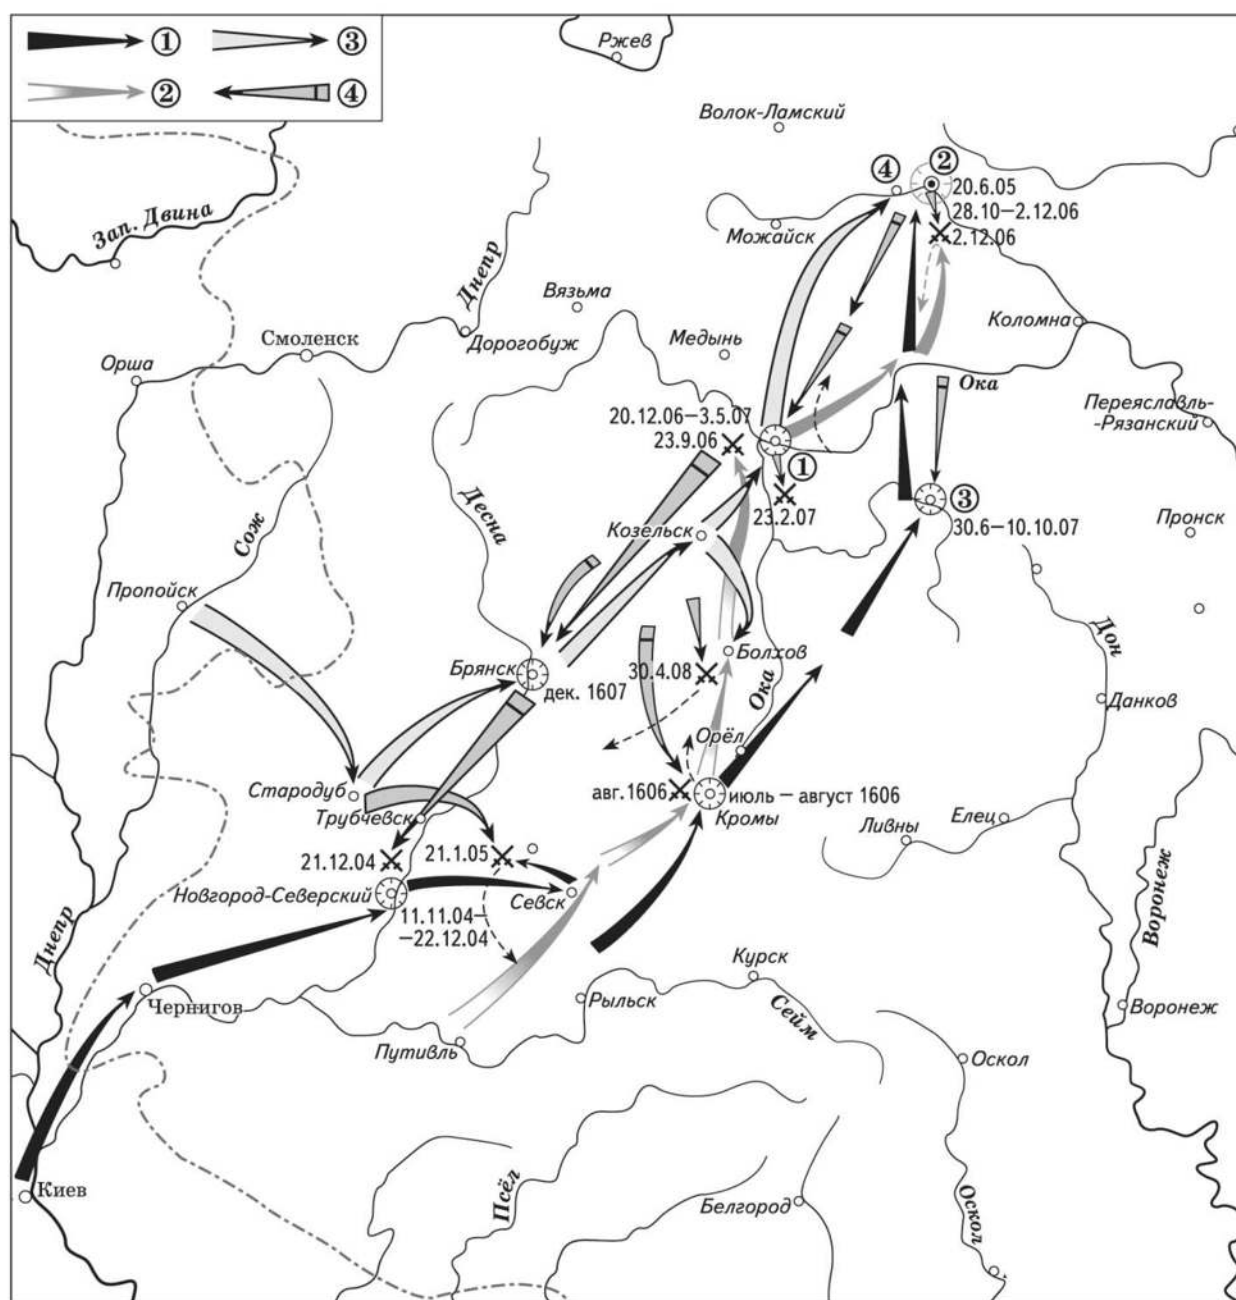 ① ③
② ④
Ржев
Волок-Ламский
④ ②
20.6.05
28.10–2.12.06
2.12.06
Зап. Двина
Можайск
Днепр
Вязьма
Коломна
Смоленск
Дорогобуж
Медынь
Орша
Ока
Переяславль-
-Рязанский
20.12.06–3.5.07
23.9.06
①
23.2.07
③
30.6–10.10.07
Десна
Козельск
Пронск
Сож
Пропойск
Дон
Болхов
Брянск
30.4.08
дек. 1607
Ока
Данков
Орёл
Стародуб
авг.1606
июль – август 1606
Трубчевск
Кромы
Ливны
Елец
21.12.04
21.1.05
Новгород-Северский
Севск
11.11.04–
–22.12.04
Воронеж
Днепр
Курск
Чернигов
Рыльск
Сейм
Воронеж
Путивль
Оскол
Киев
Псёл
Белгород
Оскол